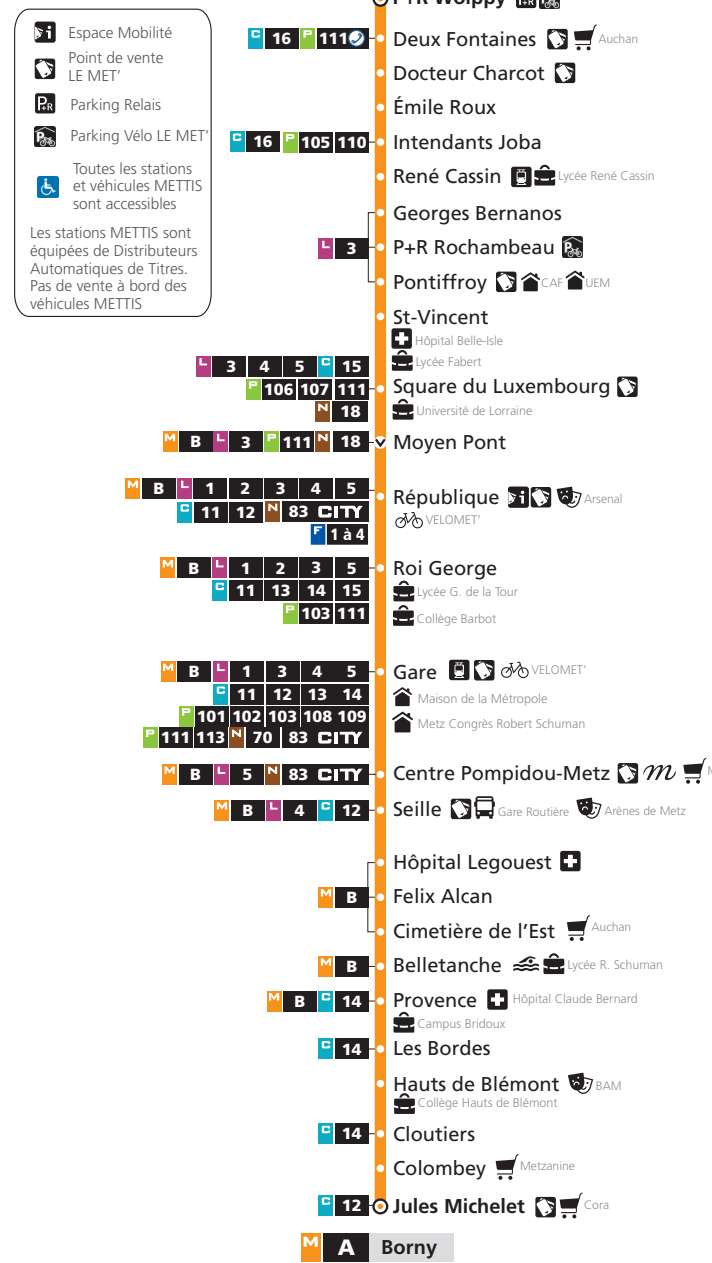 P+R Woippy
i Espace Mobilité
Point de vente
LE MET'
P+R Parking Relais
P Parking Vélo LE MET'
Toutes les stations
et véhicules METTIS
sont accessibles
Les stations METTIS sont
équipées de Distributeurs
Automatiques de Titres.
Pas de vente à bord des
véhicules METTIS
C 16 P 111 Deux Fontaines Auchan
Docteur Charcot
Émile Roux
C 16 P 105 110 Intendants Joba
René Cassin Lycée René Cassin
Georges Bernanos
L 3 P+R Rochambeau P
Pontiffroy CAF UEM
St-Vincent
Hôpital Belle-Isle
Lycée Fabert
L 3 4 5 C 15
P 106 107 111 Square du Luxembourg
N 18 Université de Lorraine
M B L 3 P 111 N 18 Moyen Pont
M B L 1 2 3 4 5
République i Arsenal
C 11 12 N 83 CITY
VELOMET'
F 1 à 4
M B L 1 2 3 5 Roi George
C 11 13 14 15 Lycée G. de la Tour
P 103 111 Collège Barbot
M B L 1 3 4 5 Gare VELOMET'
C 11 12 13 14 Maison de la Métropole
P 101 102 103 108 109 Metz Congrès Robert Schuman
P 111 113 N 70 83 CITY
M B L 5 N 83 CITY Centre Pompidou-Metz m
M B L 4 C 12 Seille Gare Routière Arènes de Metz
Hôpital Legouest
M B Felix Alcan
Cimetière de l'Est Auchan
M B Belletanche Lycée R. Schuman
M B C 14 Provence Hôpital Claude Bernard
Campus Bridoux
C 14 Les Bordes
Hauts de Blémont BAM
Collège Hauts de Blémont
C 14 Cloutiers
Colombey Metzanine
C 12 Jules Michelet Cora
M A Borny